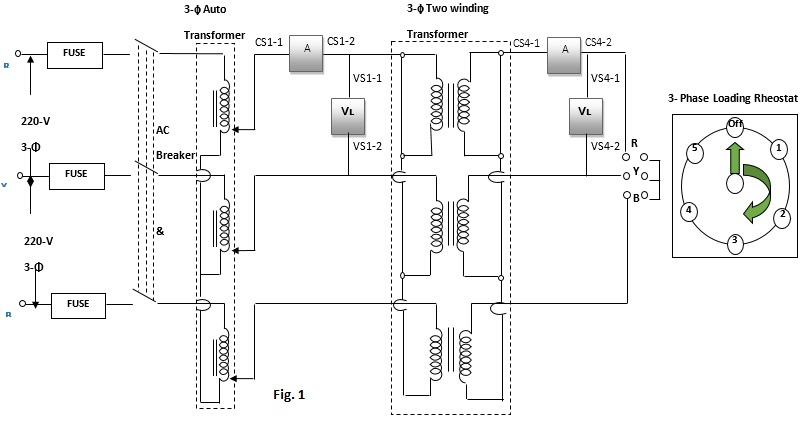 3-ϕ Auto
Transformer
3-ϕ Two winding
Transformer
CS1-1
A
CS1-2
CS4-1
A
CS4-2
FUSE
R
VS1-1
VS4-1
VL
VL
3- Phase Loading Rheostat
220-V
3-Φ
AC
Breaker
&
VS1-2
VS4-2
R
Y
B
Off
1
2
3
4
5
FUSE
Y
220-V
3-Φ
FUSE
B
Fig. 1